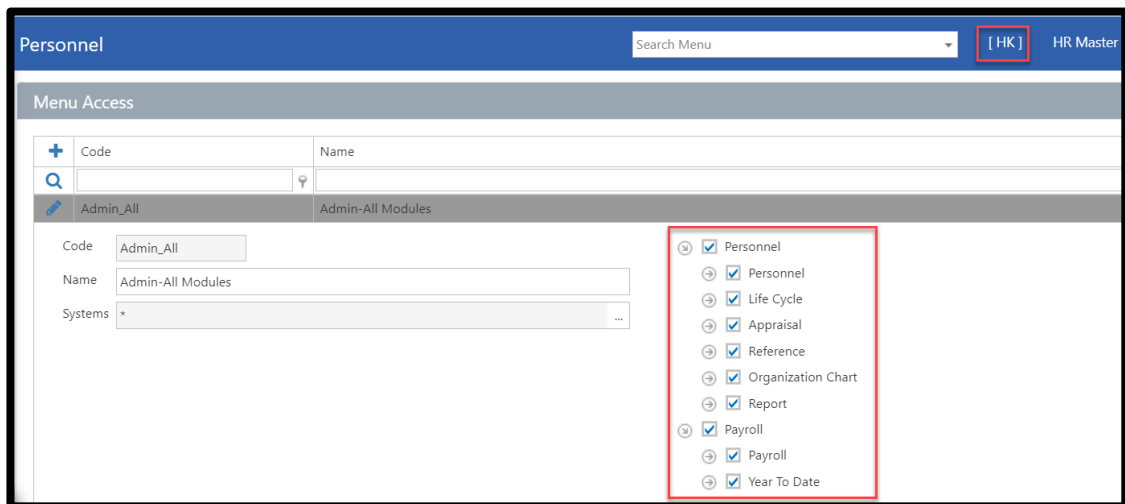 Personnel
Search Menu
[ HK ]
HR Master
Menu Access
Code
Name
Admin_All
Admin-All Modules
Code
Admin_All
Name
Admin-All Modules
Systems
*
...
Personnel
Personnel
Life Cycle
Appraisal
Reference
Organization Chart
Report
Payroll
Payroll
Year To Date